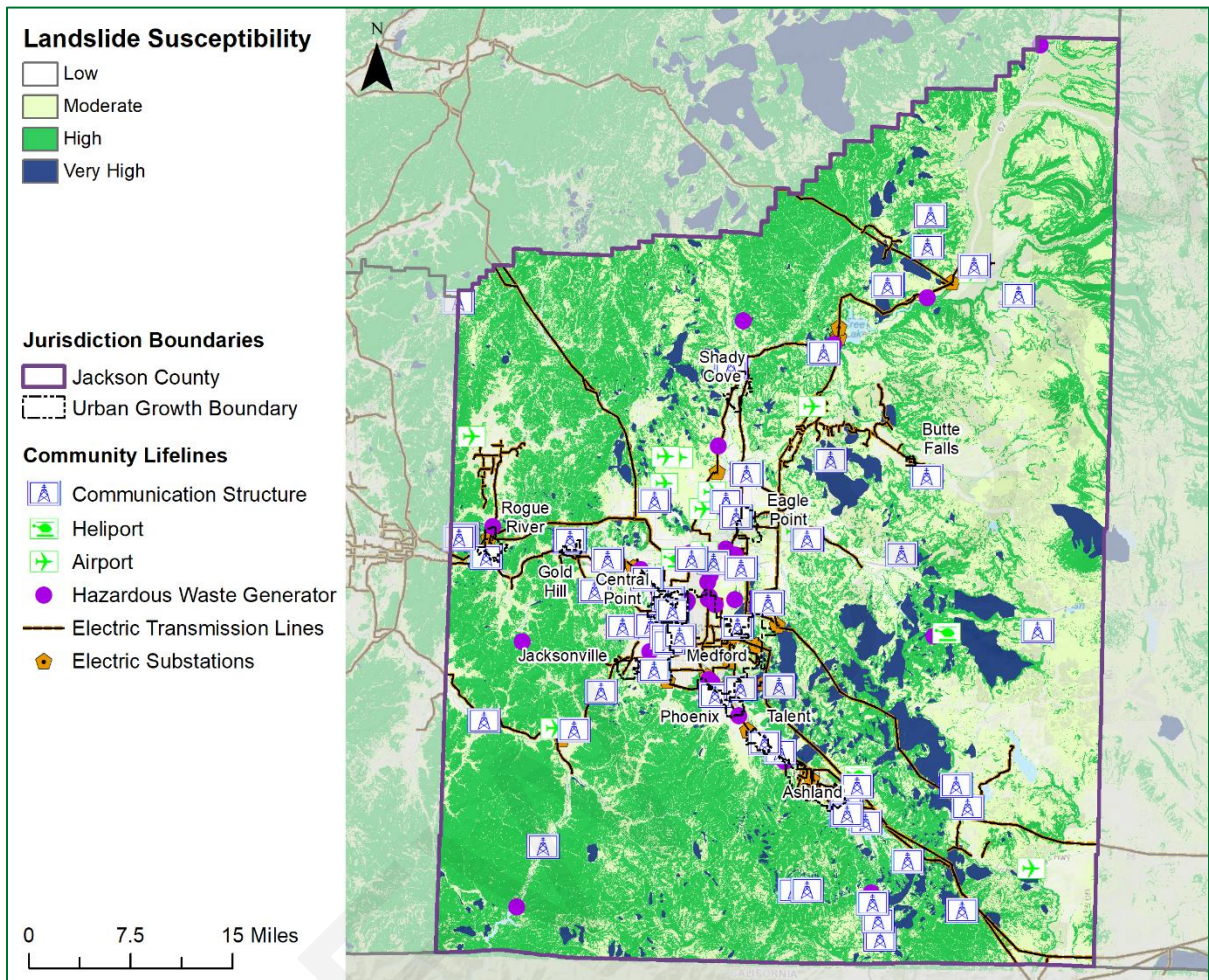 Landslide Susceptibility
Low
Moderate
High
Very High
Jurisdiction Boundaries
Jackson County
Urban Growth Boundary
Community Lifelines
Communication Structure
Heliport
Airport
Hazardous Waste Generator
Electric Transmission Lines
Electric Substations
0 7.5 15 Miles
N
62
Shady
Cove
Butte
Falls
Eagle
Point
Rogue
River
Gold
Hill
Central
Point
Jacksonville
Medford
Phoenix
Talent
Ashland
CALIFORNIA